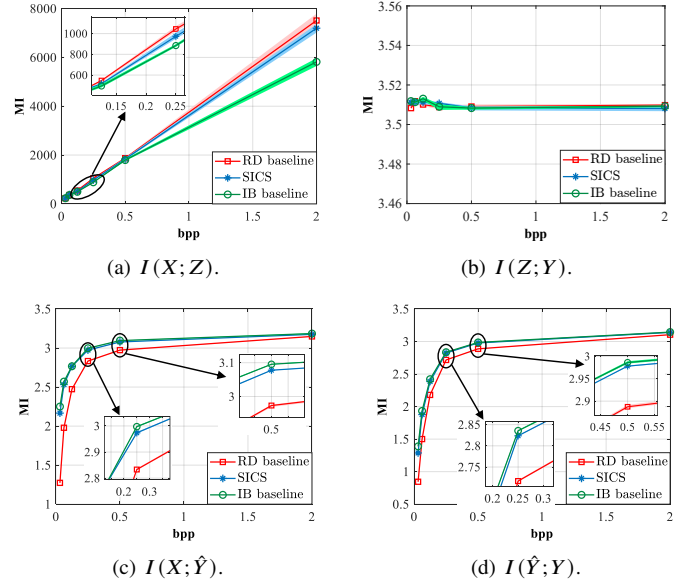 8000
6000
4000
2000
0
MI
1000
800
600
0.15
0.2
0.25
RD baseline
SICS
IB baseline
0
0.5
1
1.5
2
bpp
(a) I(X; Z).
3.56
3.54
3.52
3.5
3.48
3.46
MI
RD baseline
SICS
IB baseline
0
0.5
1
1.5
2
bpp
(b) I(Z; Y).
3.5
3
2.5
2
1.5
1
MI
3.1
3
0.5
3
2.9
2.8
0.2
0.3
RD baseline
SICS
IB baseline
0
0.5
1
1.5
2
bpp
(c) I(X; Ŷ).
3.5
3
2.5
2
1.5
1
0.5
MI
3
2.95
2.9
0.45
0.5
0.55
2.85
2.8
2.75
0.2
0.25
0.3
RD baseline
SICS
IB baseline
0
0.5
1
1.5
2
bpp
(d) I(Ŷ; Y).